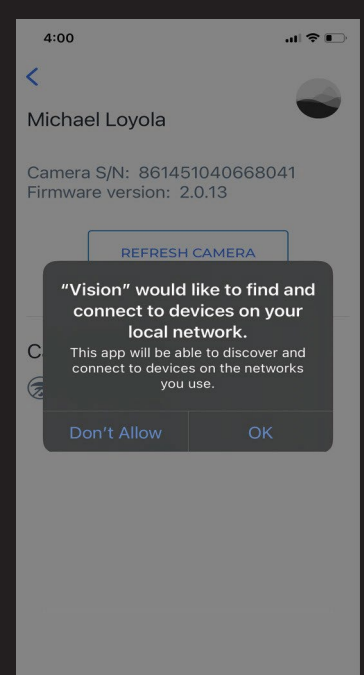 4:00
Michael Loyola
Camera S/N: 861451040668041
Firmware version: 2.0.13
REFRESH CAMERA
“Vision” would like to find and
connect to devices on your
local network.
This app will be able to discover and
connect to devices on the networks
you use.
Don't Allow
OK